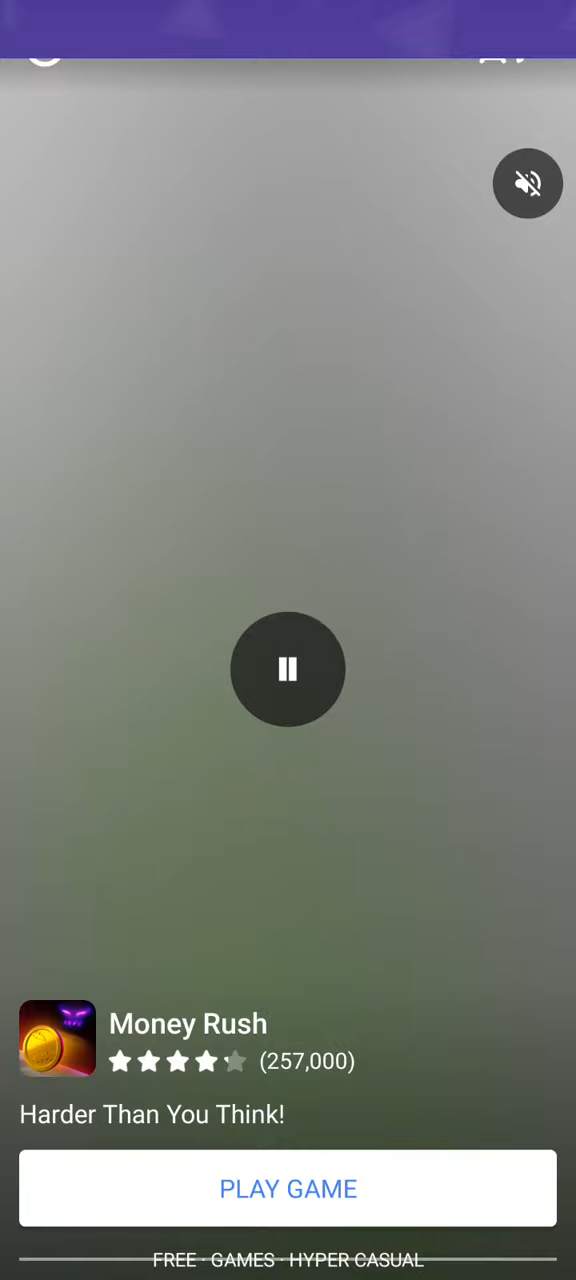 Money Rush
(257,000)
Harder Than You Think!
PLAY GAME
FREE · GAMES · HYPER CASUAL